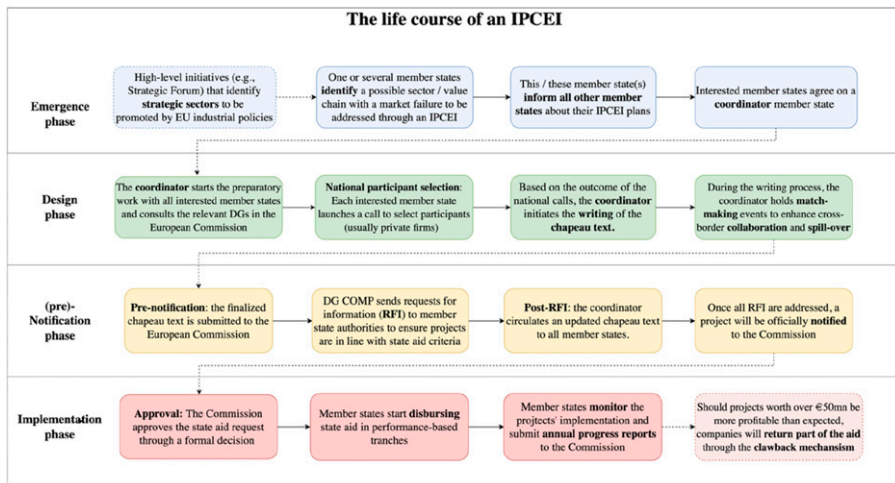 The life course of an IPCEI
Emergence
phase
High-level initiatives (e.g.,
Strategic Forum) that identify
strategic sectors to be
promoted by EU industrial policies
One or several member states
identify a possible sector / value
chain with a market failure to be
addressed through an IPCEI
This / these member state(s)
inform all other member
states about their IPCEI plans
Interested member states agree on a
coordinator member state
Design
phase
The coordinator starts the preparatory
work with all interested member states
and consults the relevant DGs in the
European Commission
National participant selection:
Each interested member state
launches a call to select participants
(usually private firms)
Based on the outcome of the
national calls, the coordinator
initiates the writing of the
chapeau text.
During the writing process, the
coordinator holds match-
making events to enhance cross-
border collaboration and spill-over
(pre)-
Notification
phase
Pre-notification: the finalized
chapeau text is submitted to the
European Commission
DG COMP sends requests for
information (RFI) to member
state authorities to ensure projects
are in line with state aid criteria
Post-RFI: the coordinator
circulates an updated chapeau text
to all member states.
Once all RFI are addressed, a
project will be officially notified
to the Commission
Implementation
phase
Approval: The Commission
approves the state aid request
through a formal decision
Member states start disbursing
state aid in performance-based
tranches
Member states monitor the
projects' implementation and
submit annual progress reports
to the Commission
Should projects worth over €50mn be
more profitable than expected,
companies will return part of the aid
through the clawback mechanism